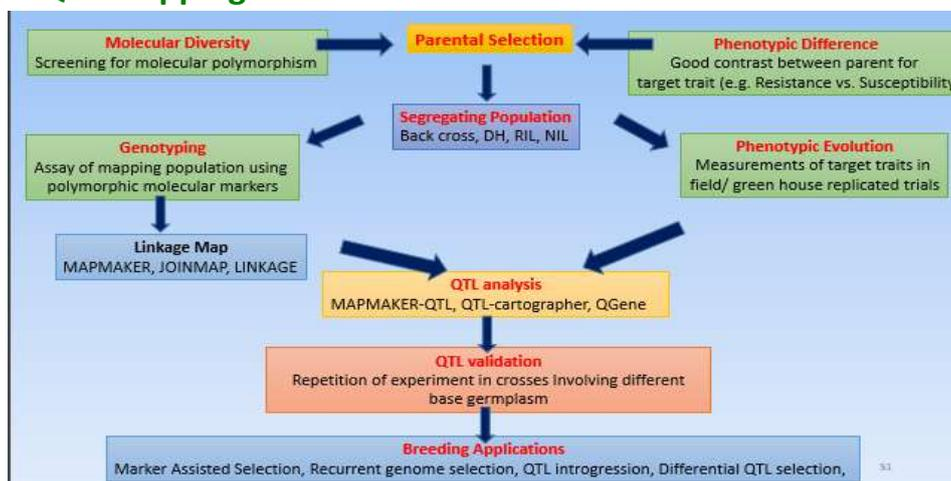 Molecular Diversity
Screening for molecular polymorphism
Parental Selection
Phenotypic Difference
Good contrast between parent for
target trait (e.g. Resistance vs. Susceptibility
Segregating Population
Back cross, DH, RIL, NIL
Genotyping
Assay of mapping population using
polymorphic molecular markers
Phenotypic Evolution
Measurements of target traits in
field/ green house replicated trials
Linkage Map
MAPMAKER, JOINMAP, LINKAGE
QTL analysis
MAPMAKER-QTL, QTL-cartographer, QGene
QTL validation
Repetition of experiment in crosses Involving different
base germplasm
Breeding Applications
Marker Assisted Selection, Recurrent genome selection, QTL introgression, Differential QTL selection,
51